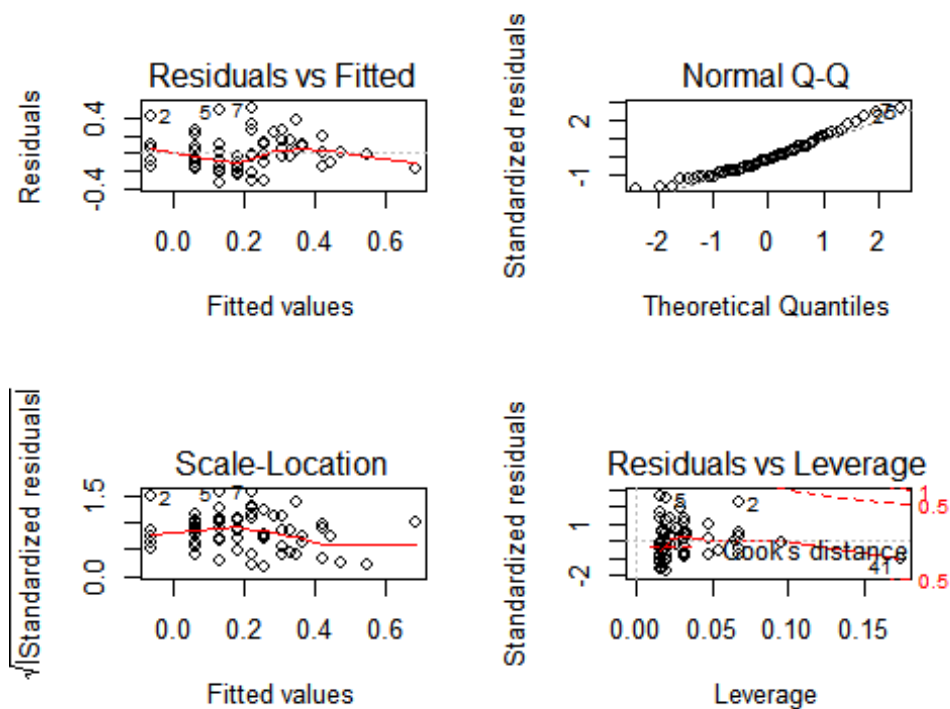 Residuals vs Fitted
Residuals
0.4
-0.4
2
5
7
0.0 0.2 0.4 0.6
Fitted values
Normal Q-Q
Standardized residuals
2
-1
-2 -1 0 1 2
Theoretical Quantiles
Scale-Location
√|Standardized residuals|
1.5
0.0
2
5
7
0.0 0.2 0.4 0.6
Fitted values
Residuals vs Leverage
Standardized residuals
1
-2
5
2
Cook's distance
41
1
0.5
0.5
0.00 0.05 0.10 0.15
Leverage